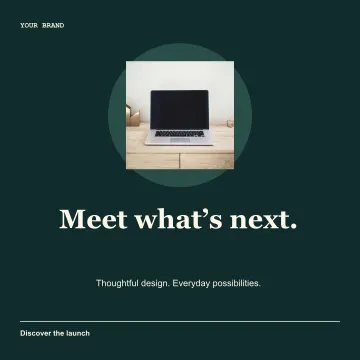 YOUR BRAND
Meet what’s next.
Thoughtful design. Everyday possibilities.
Discover the launch